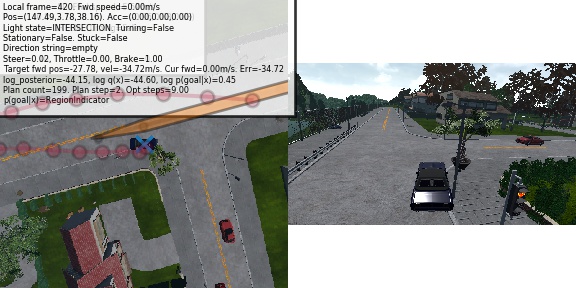 Local frame=420. Fwd speed=0.00m/s
Pos=(147.49,3.78,38.16). Acc=(0.00,0.00,0.00)
Light state=INTERSECTION. Turning=False
Stationary=False. Stuck=False
Direction string=empty
Steer=0.02, Throttle=0.00, Brake=1.00
Target fwd pos=-27.78, vel=-34.72m/s. Cur fwd=0.00m/s. Err=-34.72
log_posterior=-44.15, log q(x)=-44.60, log p(goal|x)=0.45
Plan count=199. Plan step=2. Opt steps=9.00
p(goal|x)=RegionIndicator